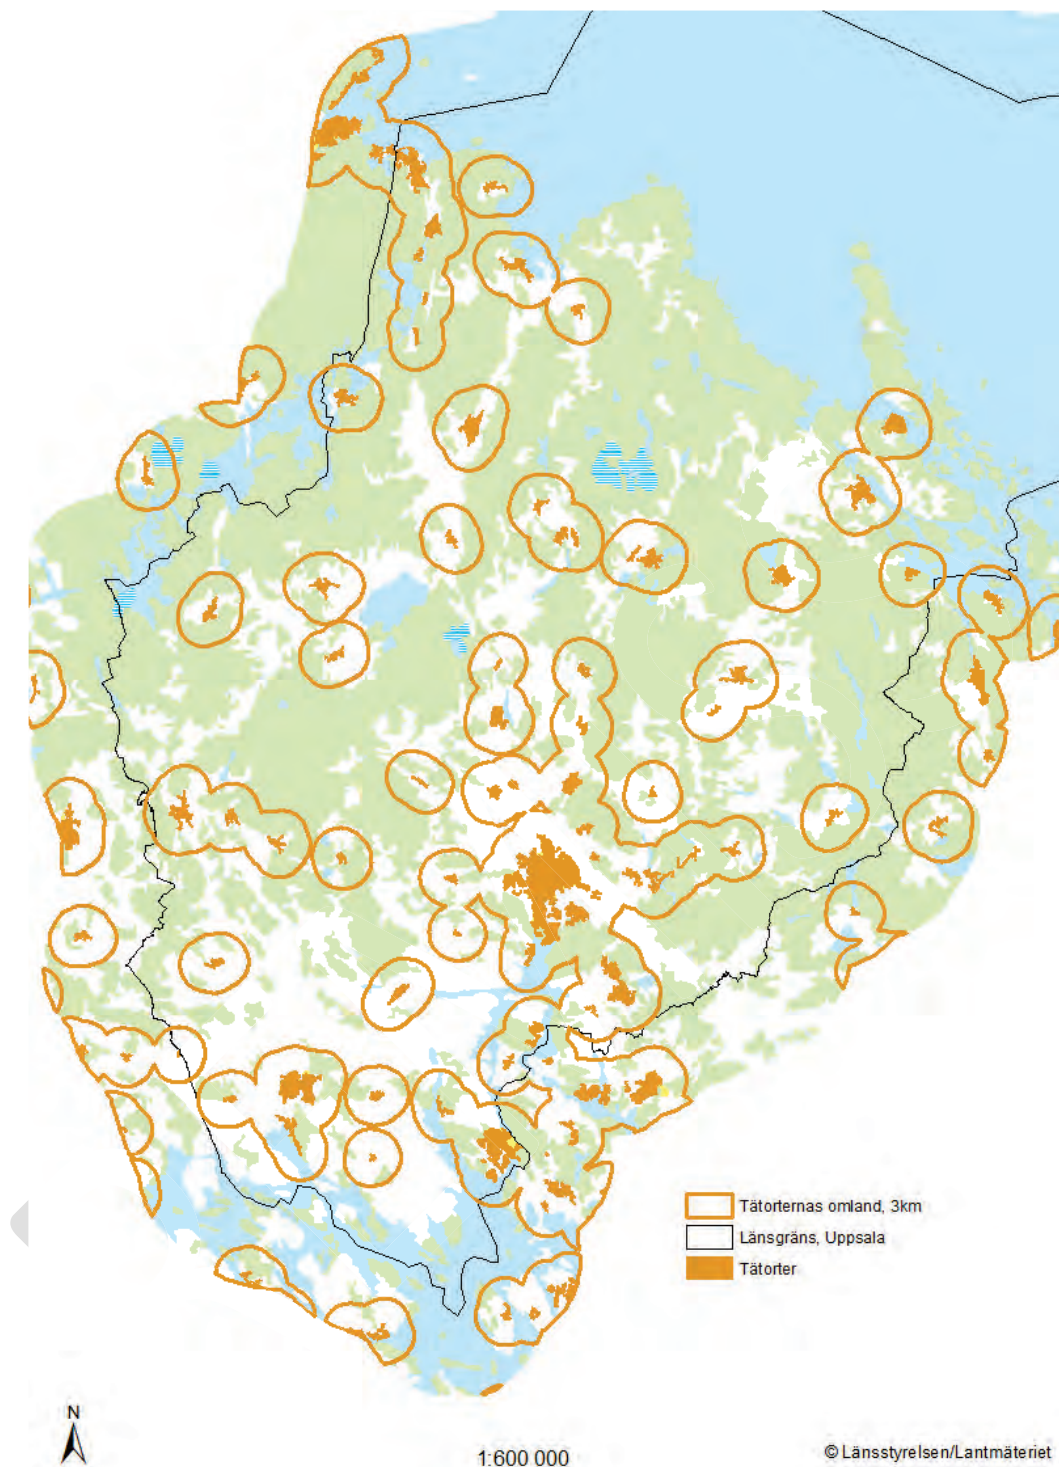 Tätorternas omland, 3km
Länsgräns, Uppsala
Tätorter
N
1:600 000
© Länsstyrelsen/Lantmäteriet